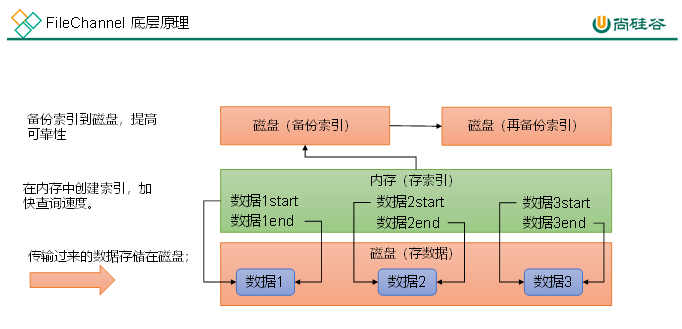 FileChannel 底层原理
尚硅谷
备份索引到磁盘，提高
可靠性
磁盘（备份索引）
磁盘（再备份索引）
在内存中创建索引，加
快查询速度。
内存（存索引）
数据1start
数据1end
数据2start
数据2end
数据3start
数据3end
传输过来的数据存储在磁盘；
磁盘（存数据）
数据1
数据2
数据3